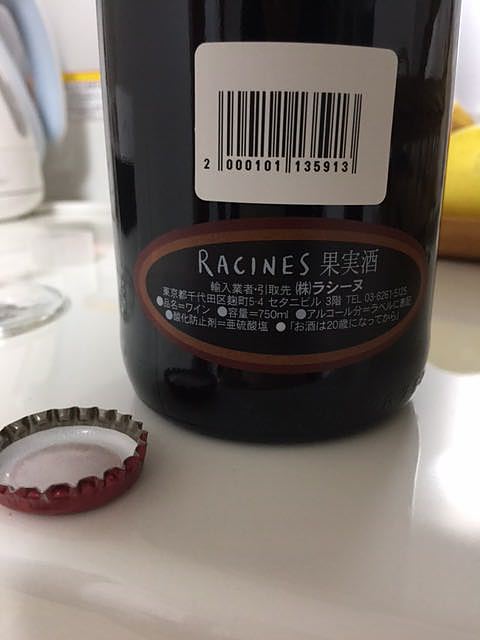 2 000101 135913
RACINES 果実酒
輸入業者・引取先 ㈱ラシーヌ
東京都千代田区麹町5-4 セタニビル 3階 TEL 03-6261-5125
●品名=ワイン ●容量=750ml ●アルコール分=ラベルに表記
●酸化防止剤=亜硫酸塩 ●「お酒は20歳になってから」